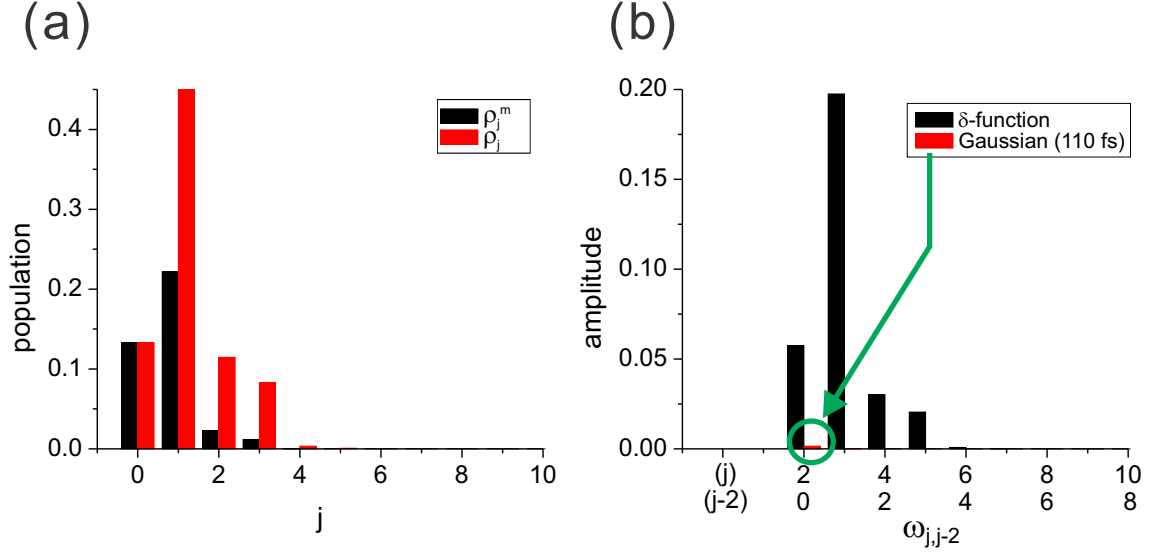 (a)
population
0.4
0.3
0.2
0.1
0.0
0 2 4 6 8 10
j
ρⱼᵐ
ρⱼ
(b)
amplitude
0.20
0.15
0.10
0.05
0.00
(j) 2 4 6 10
(j-2) 0 2 4 6 8
ω_{j,j-2}
δ-function
Gaussian (110 fs)